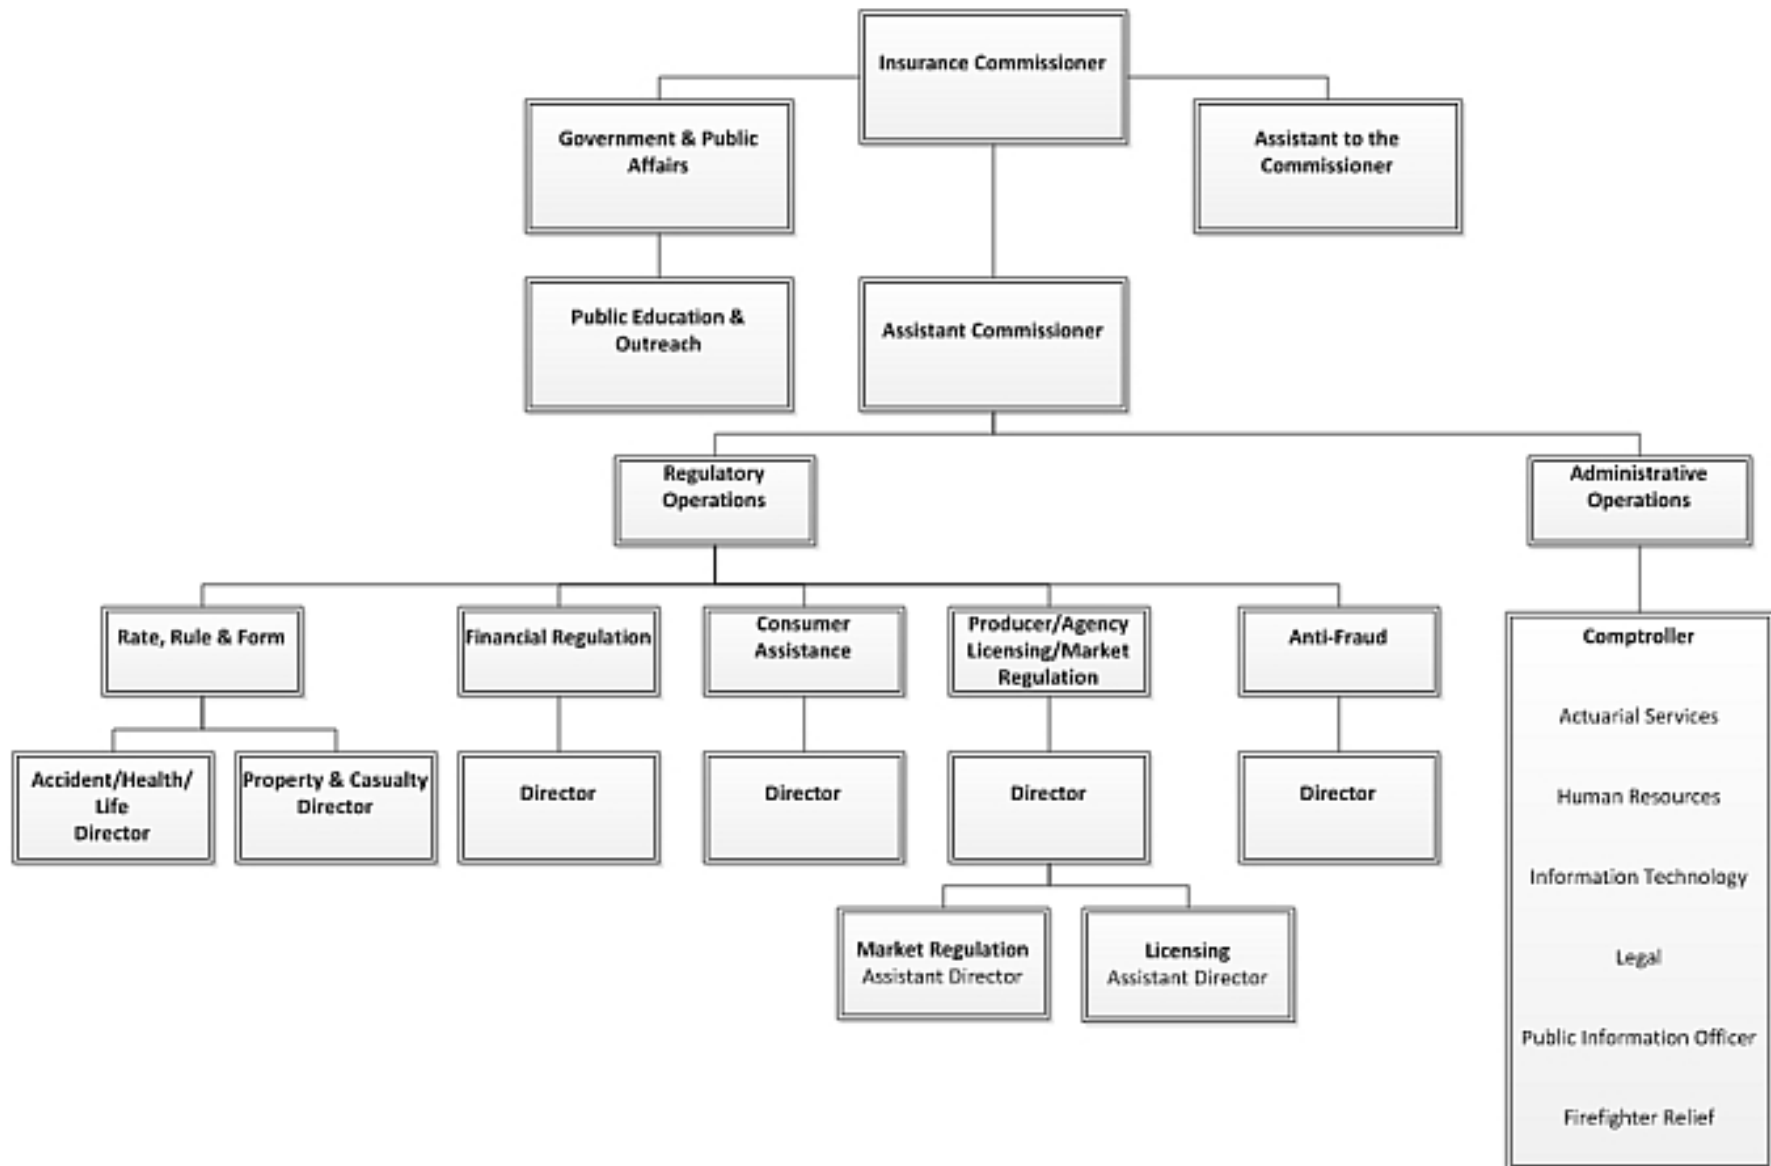 Insurance Commissioner
Government & Public
Affairs
Assistant to the
Commissioner
Public Education &
Outreach
Assistant Commissioner
Regulatory
Operations
Administrative
Operations
Rate, Rule & Form
Financial Regulation
Consumer
Assistance
Producer/Agency
Licensing/Market
Regulation
Anti-Fraud
Accident/Health/
Life
Director
Property & Casualty
Director
Director
Director
Director
Director
Market Regulation
Assistant Director
Licensing
Assistant Director
Comptroller
Actuarial Services
Human Resources
Information Technology
Legal
Public Information Officer
Firefighter Relief